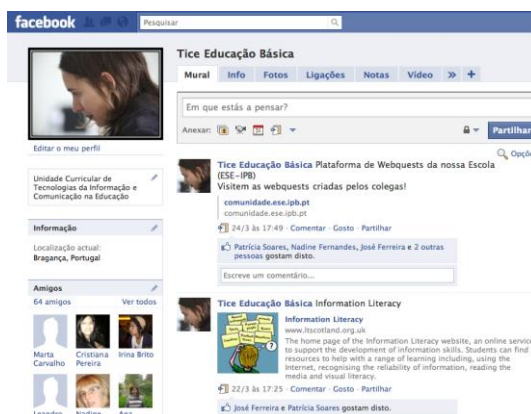 facebook
Pesquisar
Tice Educação Básica
Mural Info Fotos Ligações Notas Vídeo » +
Em que estás a pensar?
Anexar:
Partilhar
Editar o meu perfil
Opçõ
Unidade Curricular de
Tecnologias da Informação e
Comunicação na Educação
Tice Educação Básica Plataforma de Webquests da nossa Escola
(ESE-IPB)
Visitem as webquests criadas pelos colegas!
comunidade.ese.ipb.pt
comunidade.ese.ipb.pt
24/3 às 17:49 · Comentar · Gosto · Partilhar
Patrícia Soares, Nadine Fernandes, José Ferreira e 2 outras
pessoas gostam disto.
Escreve um comentário...
Informação
Localização actual:
Bragança, Portugal
Amigos
64 amigos Ver todos
Marta
Carvalho
Cristiana
Pereira
Irina Brito
Leandro Nadine Ana
Tice Educação Básica Information Literacy
Information Literacy
www.ltscotland.org.uk
The home page of the Information Literacy website, an online service
to support the development of information skills. Students can find
resources to help with a range of learning including, using the
Internet, recognising the reliability of information, reading the
media and visual literacy.
22/3 às 17:25 · Comentar · Gosto · Partilhar
José Ferreira e Patrícia Soares gostam disto.